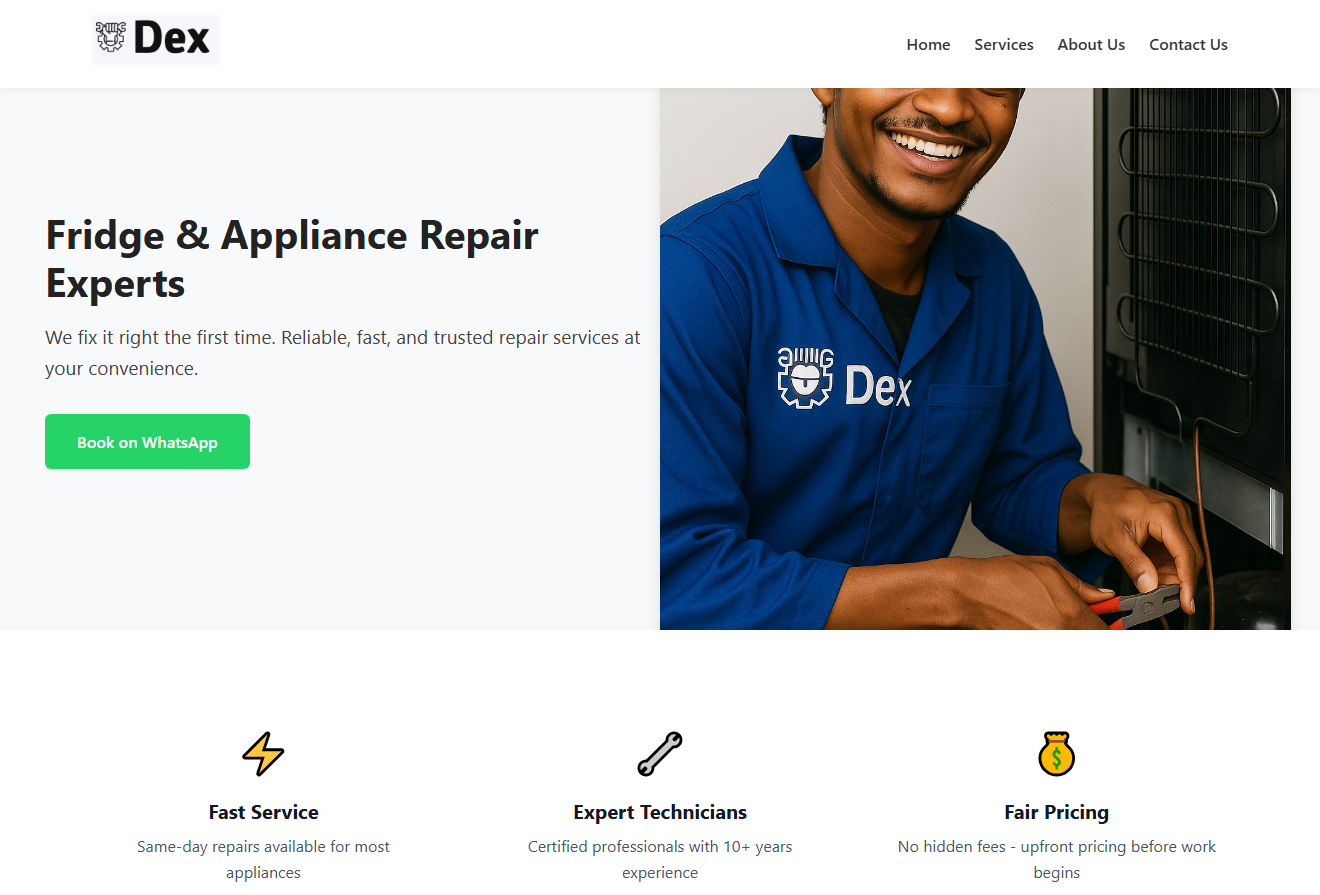 Dex
Home Services About Us Contact Us
Fridge & Appliance Repair
Experts
We fix it right the first time. Reliable, fast, and trusted repair services at
your convenience.
Book on WhatsApp
Dex
Fast Service
Same-day repairs available for most
appliances
Expert Technicians
Certified professionals with 10+ years
experience
Fair Pricing
No hidden fees - upfront pricing before work
begins